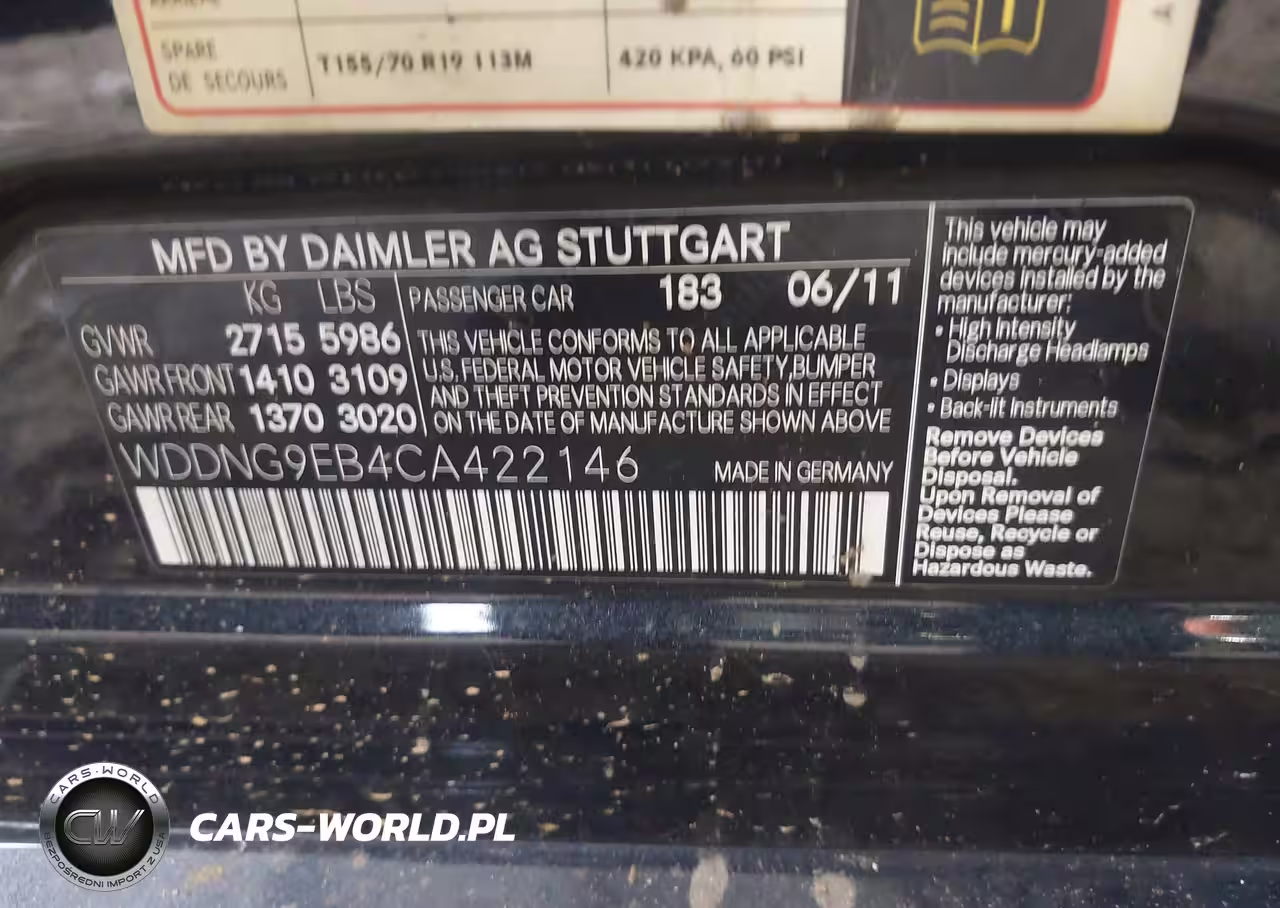 SPARE T155/70 R19 113M 420 KPA, 60 PSI
DE SECOURS
MFD BY DAIMLER AG STUTTGART
KG LBS PASSENGER CAR 183 06/11
GVWR 2715 5986
GAWR FRONT 1410 3109
GAWR REAR 1370 3020
THIS VEHICLE CONFORMS TO ALL APPLICABLE
U.S. FEDERAL MOTOR VEHICLE SAFETY,BUMPER
AND THEFT PREVENTION STANDARDS IN EFFECT
ON THE DATE OF MANUFACTURE SHOWN ABOVE
WDDNG9EB4CA422146 MADE IN GERMANY
This vehicle may
include mercury-added
devices installed by the
manufacturer:
• High Intensity
Discharge Headlamps
• Displays
• Back-lit Instruments
Remove Devices
Before Vehicle
Disposal.
Upon Removal of
Devices Please
Reuse, Recycle or
Dispose as
Hazardous Waste.
CARS-WORLD
CW
BEZPOŚREDNI IMPORT Z USA
CARS-WORLD.PL